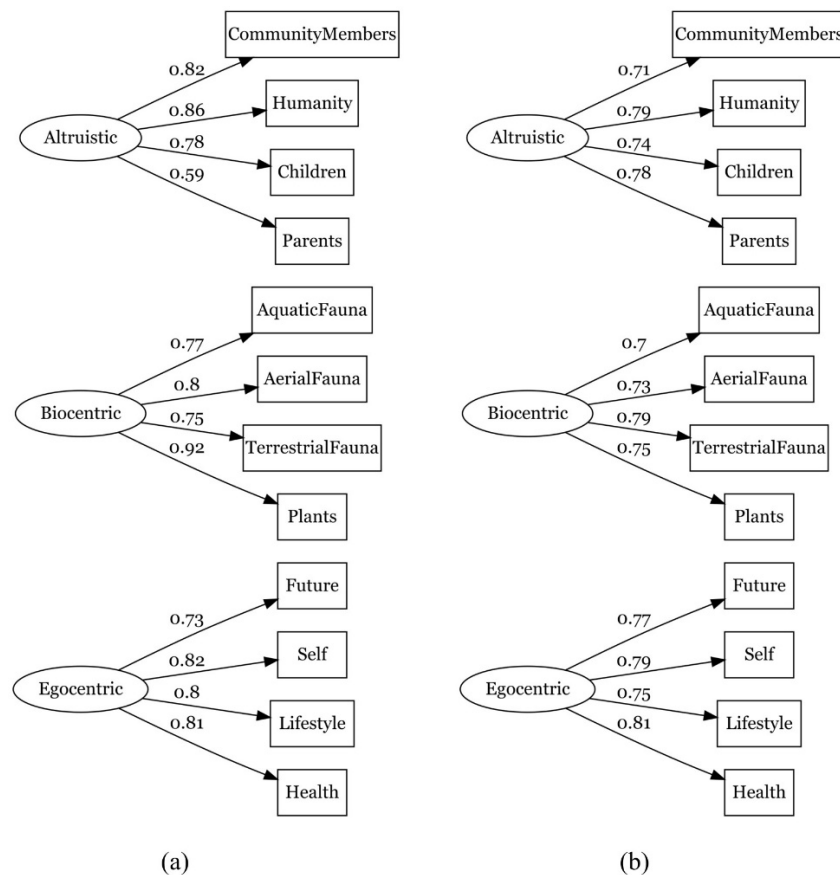 CommunityMembers
0.82
Humanity
0.86
Altruistic
0.78
Children
0.59
Parents
AquaticFauna
0.77
AerialFauna
0.8
Biocentric
0.75
TerrestrialFauna
0.92
Plants
Future
0.73
Self
0.82
Egocentric
0.8
Lifestyle
0.81
Health
(a)
CommunityMembers
0.71
Humanity
0.79
Altruistic
0.74
Children
0.78
Parents
AquaticFauna
0.7
AerialFauna
0.73
Biocentric
0.79
TerrestrialFauna
0.75
Plants
Future
0.77
Self
0.79
Egocentric
0.75
Lifestyle
0.81
Health
(b)